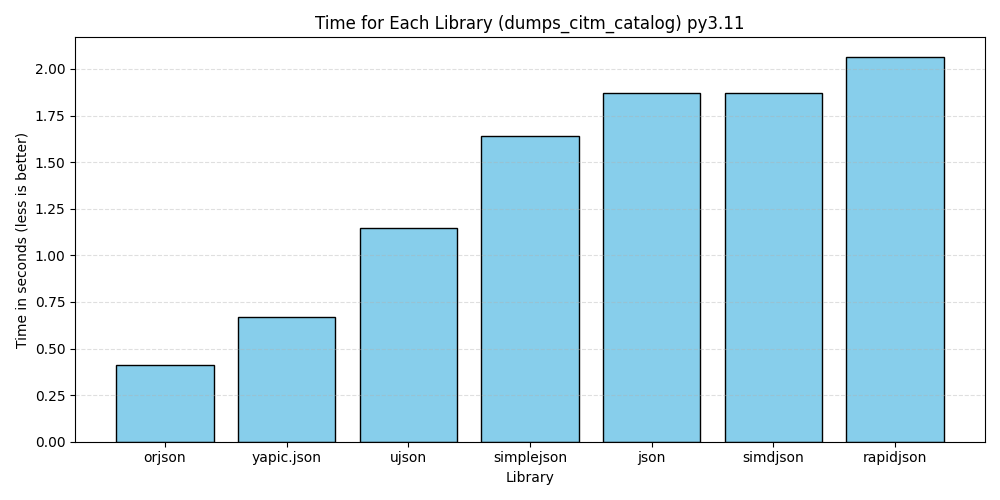 Time for Each Library (dumps_citm_catalog) py3.11
Time in seconds (less is better)
2.00
1.75
1.50
1.25
1.00
0.75
0.50
0.25
0.00
orjson yapic.json ujson simplejson json simdjson rapidjson
Library